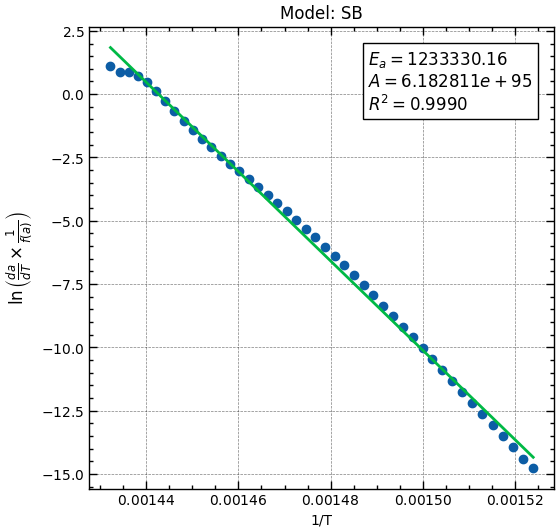 Model: SB
E_a = 1233330.16
A = 6.182811e + 95
R² = 0.9990
2.5
0.0
−2.5
−5.0
−7.5
−10.0
−12.5
−15.0
ln (da/dT × 1/f(a))
0.00144
0.00146
0.00148
0.00150
0.00152
1/T